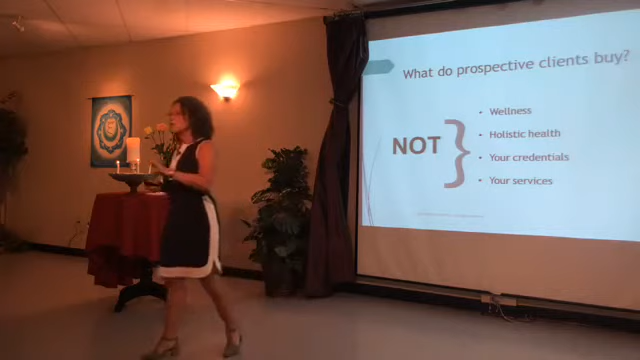 What do prospective clients buy?
NOT
• Wellness
• Holistic health
• Your credentials
• Your services